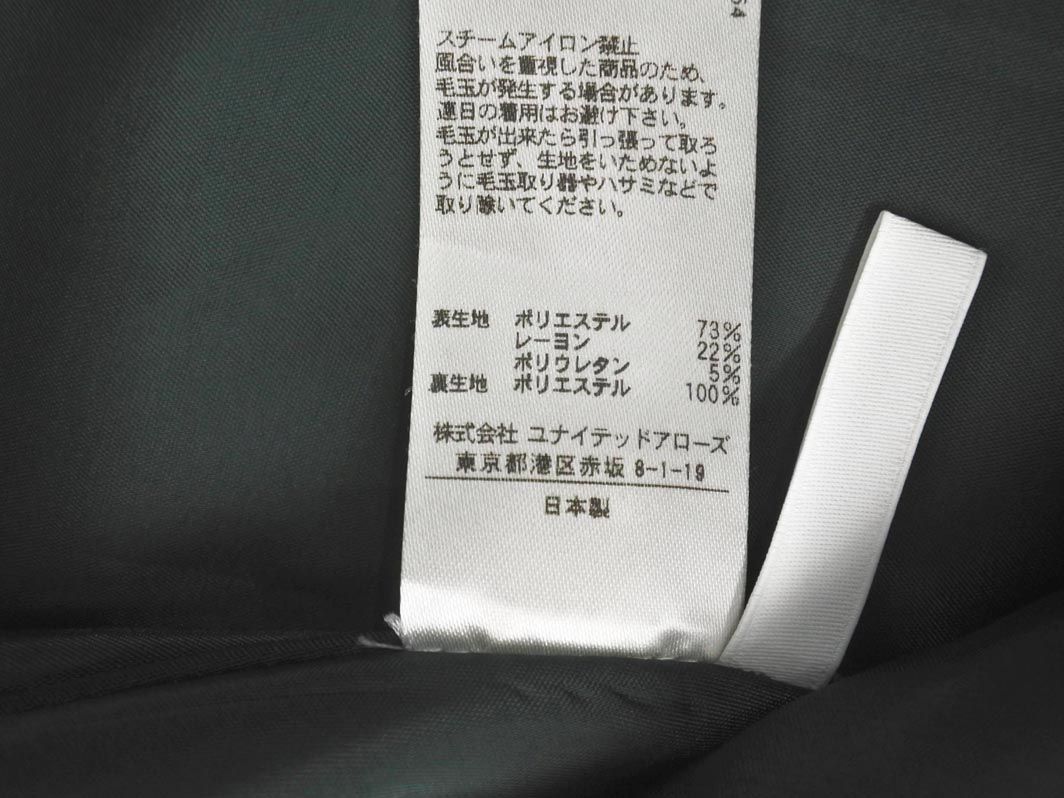 64
スチームアイロン禁止
風合いを重視した商品のため、
毛玉が発生する場合があります。
連日の着用はお避け下さい。
毛玉が出来たら引っ張って取ろ
うとせず、生地をいためないよ
うに毛玉取り器やハサミなどで
取り除いてください。
表生地 ポリエステル 73%
レーヨン 22%
ポリウレタン 5%
裏生地 ポリエステル 100%
株式会社 ユナイテッドアローズ
東京都港区赤坂 8-1-19
日本製